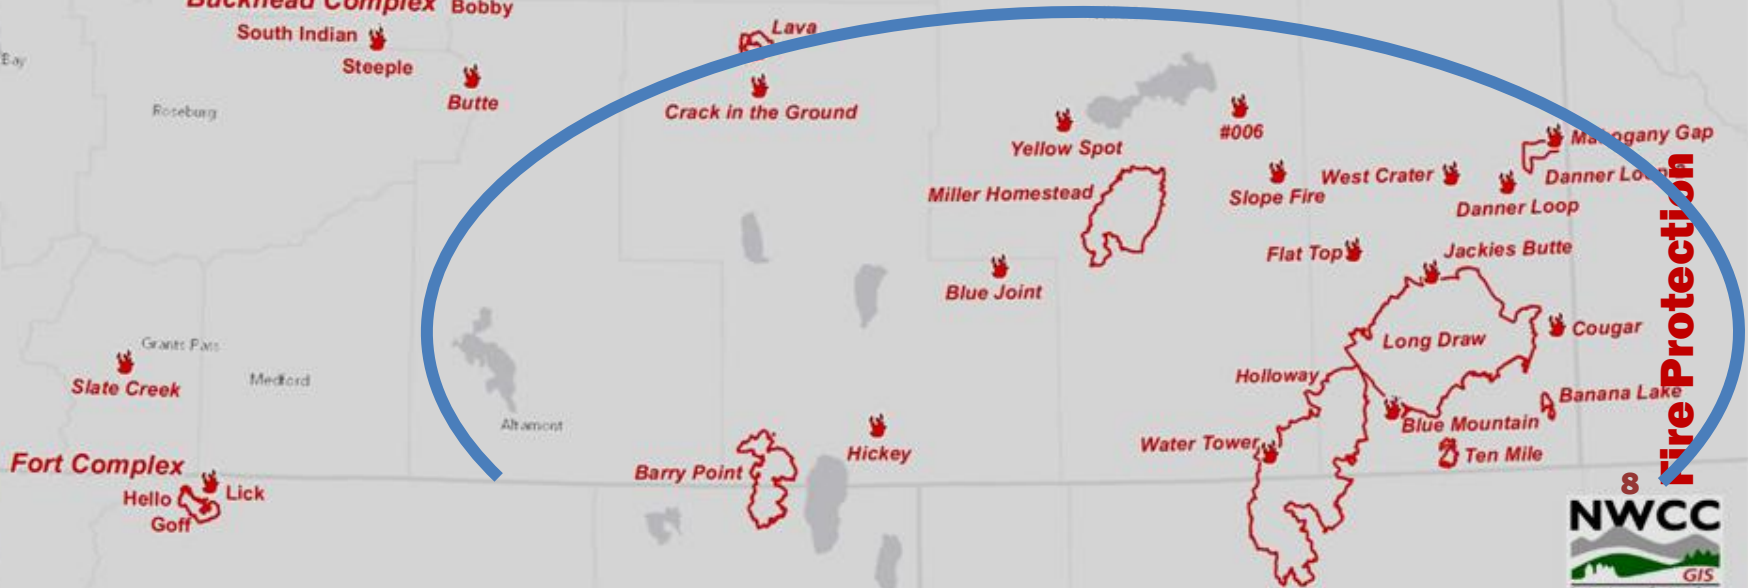 Buckhead Complex Bobby
South Indian
Steeple
Butte
Bay
Roseburg
Lava
Crack in the Ground
Yellow Spot
#006
Mahogany Gap
Miller Homestead
Slope Fire
West Crater
Danner Loop
Danner Loop
Flat Top
Jackies Butte
Blue Joint
Long Draw
Cougar
Grants Pass
Slate Creek
Medford
Holloway
Banana Lake
Altamont
Hickey
Water Tower
Blue Mountain
Ten Mile
Barry Point
Fort Complex
Hello
Lick
Goff
Fire Protection
8
NWCC
GIS